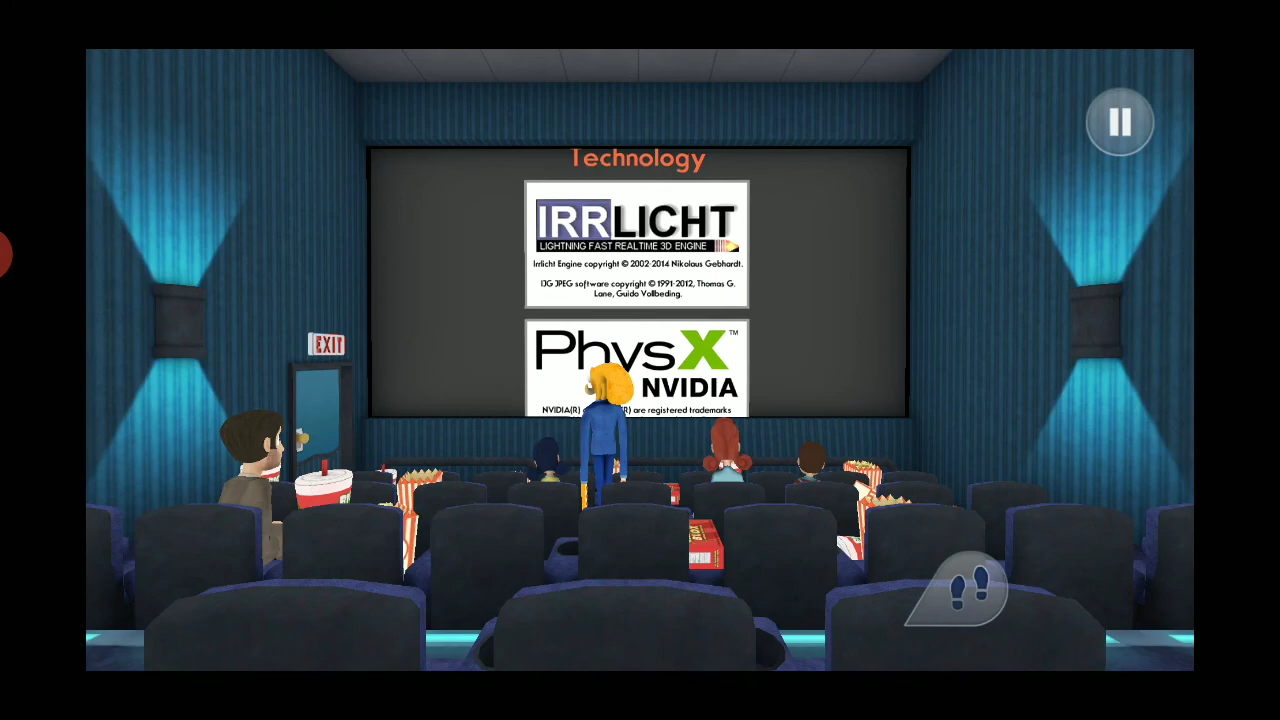 Technology
IRRLICHT
LIGHTNING FAST REALTIME 3D ENGINE
Irrlicht Engine copyright © 2002-2014 Nikolaus Gebhardt.
IJG JPEG software copyright © 1991-2012, Thomas G.
Lane, Guido Vollbeding.
EXIT
PhysX™
NVIDIA
NVIDIA(R) are registered trademarks